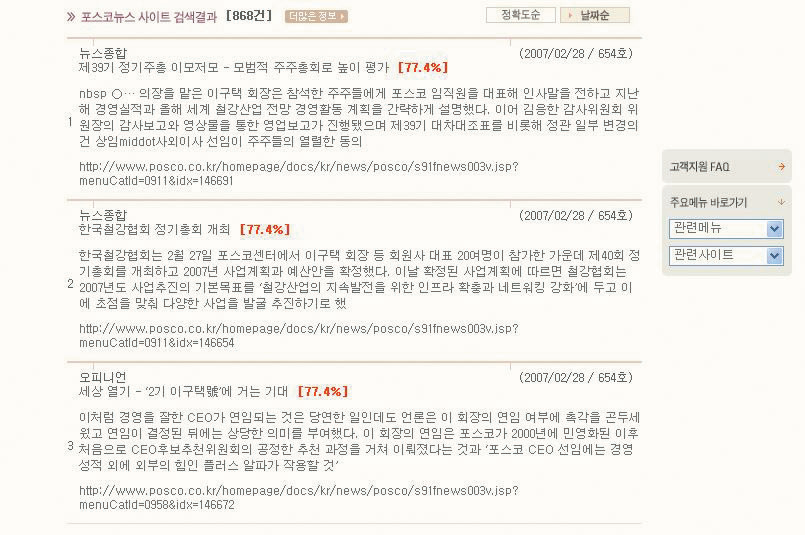 포스코뉴스 사이트 검색결과 [868건] 더많은 정보
정확도순 날짜순
뉴스종합 (2007/02/28 / 654호)
제39기 정기주총 이모저모 - 모범적 주주총회로 높이 평가 [77.4%]
1
nbsp ○… 의장을 맡은 이구택 회장은 참석한 주주들에게 포스코 임직원을 대표해 인사말을 전하고 지난
해 경영실적과 올해 세계 철강산업 전망 경영활동 계획을 간략하게 설명했다. 이어 김응한 감사위원회 위
원장의 감사보고와 영상물을 통한 영업보고가 진행됐으며 제39기 대차대조표를 비롯해 정관 일부 변경의
건 상임middot사외이사 선임이 주주들의 열렬한 동의
http://www.posco.co.kr/homepage/docs/kr/news/posco/s91fnews003v.jsp?
menuCatId=0911&idx=146691
뉴스종합 (2007/02/28 / 654호)
한국철강협회 정기총회 개최 [77.4%]
2
한국철강협회는 2월 27일 포스코센터에서 이구택 회장 등 회원사 대표 20여명이 참가한 가운데 제40회 정
기총회를 개최하고 2007년 사업계획과 예산안을 확정했다. 이날 확정된 사업계획에 따르면 철강협회는
2007년도 사업추진의 기본목표를 ‘철강산업의 지속발전을 위한 인프라 확충과 네트워킹 강화’에 두고 이
에 초점을 맞춰 다양한 사업을 발굴 추진하기로 했
http://www.posco.co.kr/homepage/docs/kr/news/posco/s91fnews003v.jsp?
menuCatId=0911&idx=146654
오피니언 (2007/02/28 / 654호)
세상 열기 - ‘2기 이구택號’에 거는 기대 [77.4%]
3
이처럼 경영을 잘한 CEO가 연임되는 것은 당연한 일인데도 언론은 이 회장의 연임 여부에 촉각을 곤두세
웠고 연임이 결정된 뒤에는 상당한 의미를 부여했다. 이 회장의 연임은 포스코가 2000년에 민영화된 이후
처음으로 CEO후보추천위원회의 공정한 추천 과정을 거쳐 이뤄졌다는 것과 ‘포스코 CEO 선임에는 경영
성적 외에 외부의 힘인 플러스 알파가 작용할 것’
http://www.posco.co.kr/homepage/docs/kr/news/posco/s91fnews003v.jsp?
menuCatId=0958&idx=146672
고객지원 FAQ
주요메뉴 바로가기
관련메뉴
관련사이트